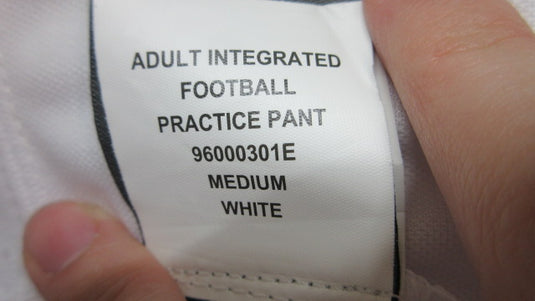 ADULT INTEGRATED
FOOTBALL
PRACTICE PANT
96000301E
MEDIUM
WHITE